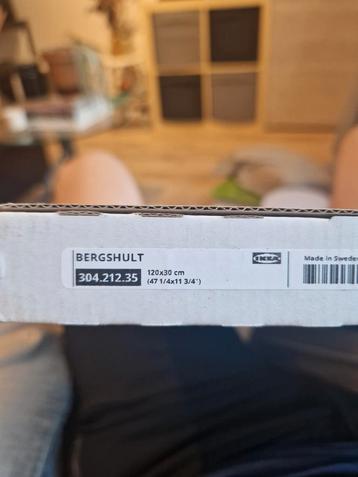 BERGSHULT
304.212.35
120x30 cm
(47 1/4x11 3/4")
IKEA
Made in Sweden